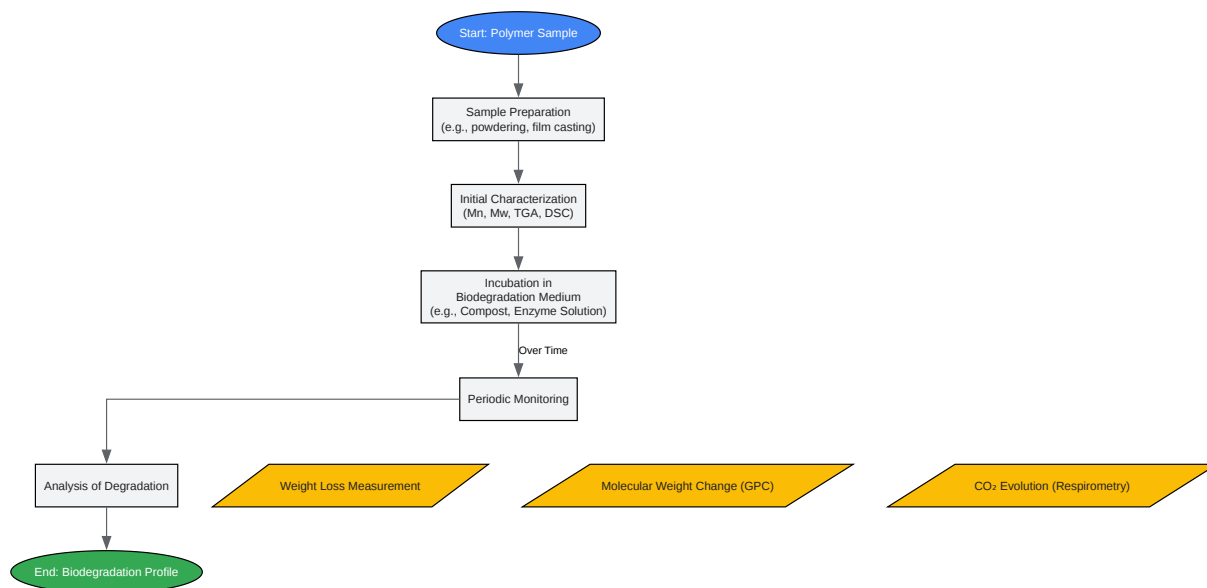 Start: Polymer Sample
Sample Preparation
(e.g., powdering, film casting)
Initial Characterization
(Mn, Mw, TGA, DSC)
Incubation in
Biodegradation Medium
(e.g., Compost, Enzyme Solution)
Over Time
Periodic Monitoring
Analysis of Degradation
Weight Loss Measurement
Molecular Weight Change (GPC)
CO₂ Evolution (Respirometry)
End: Biodegradation Profile